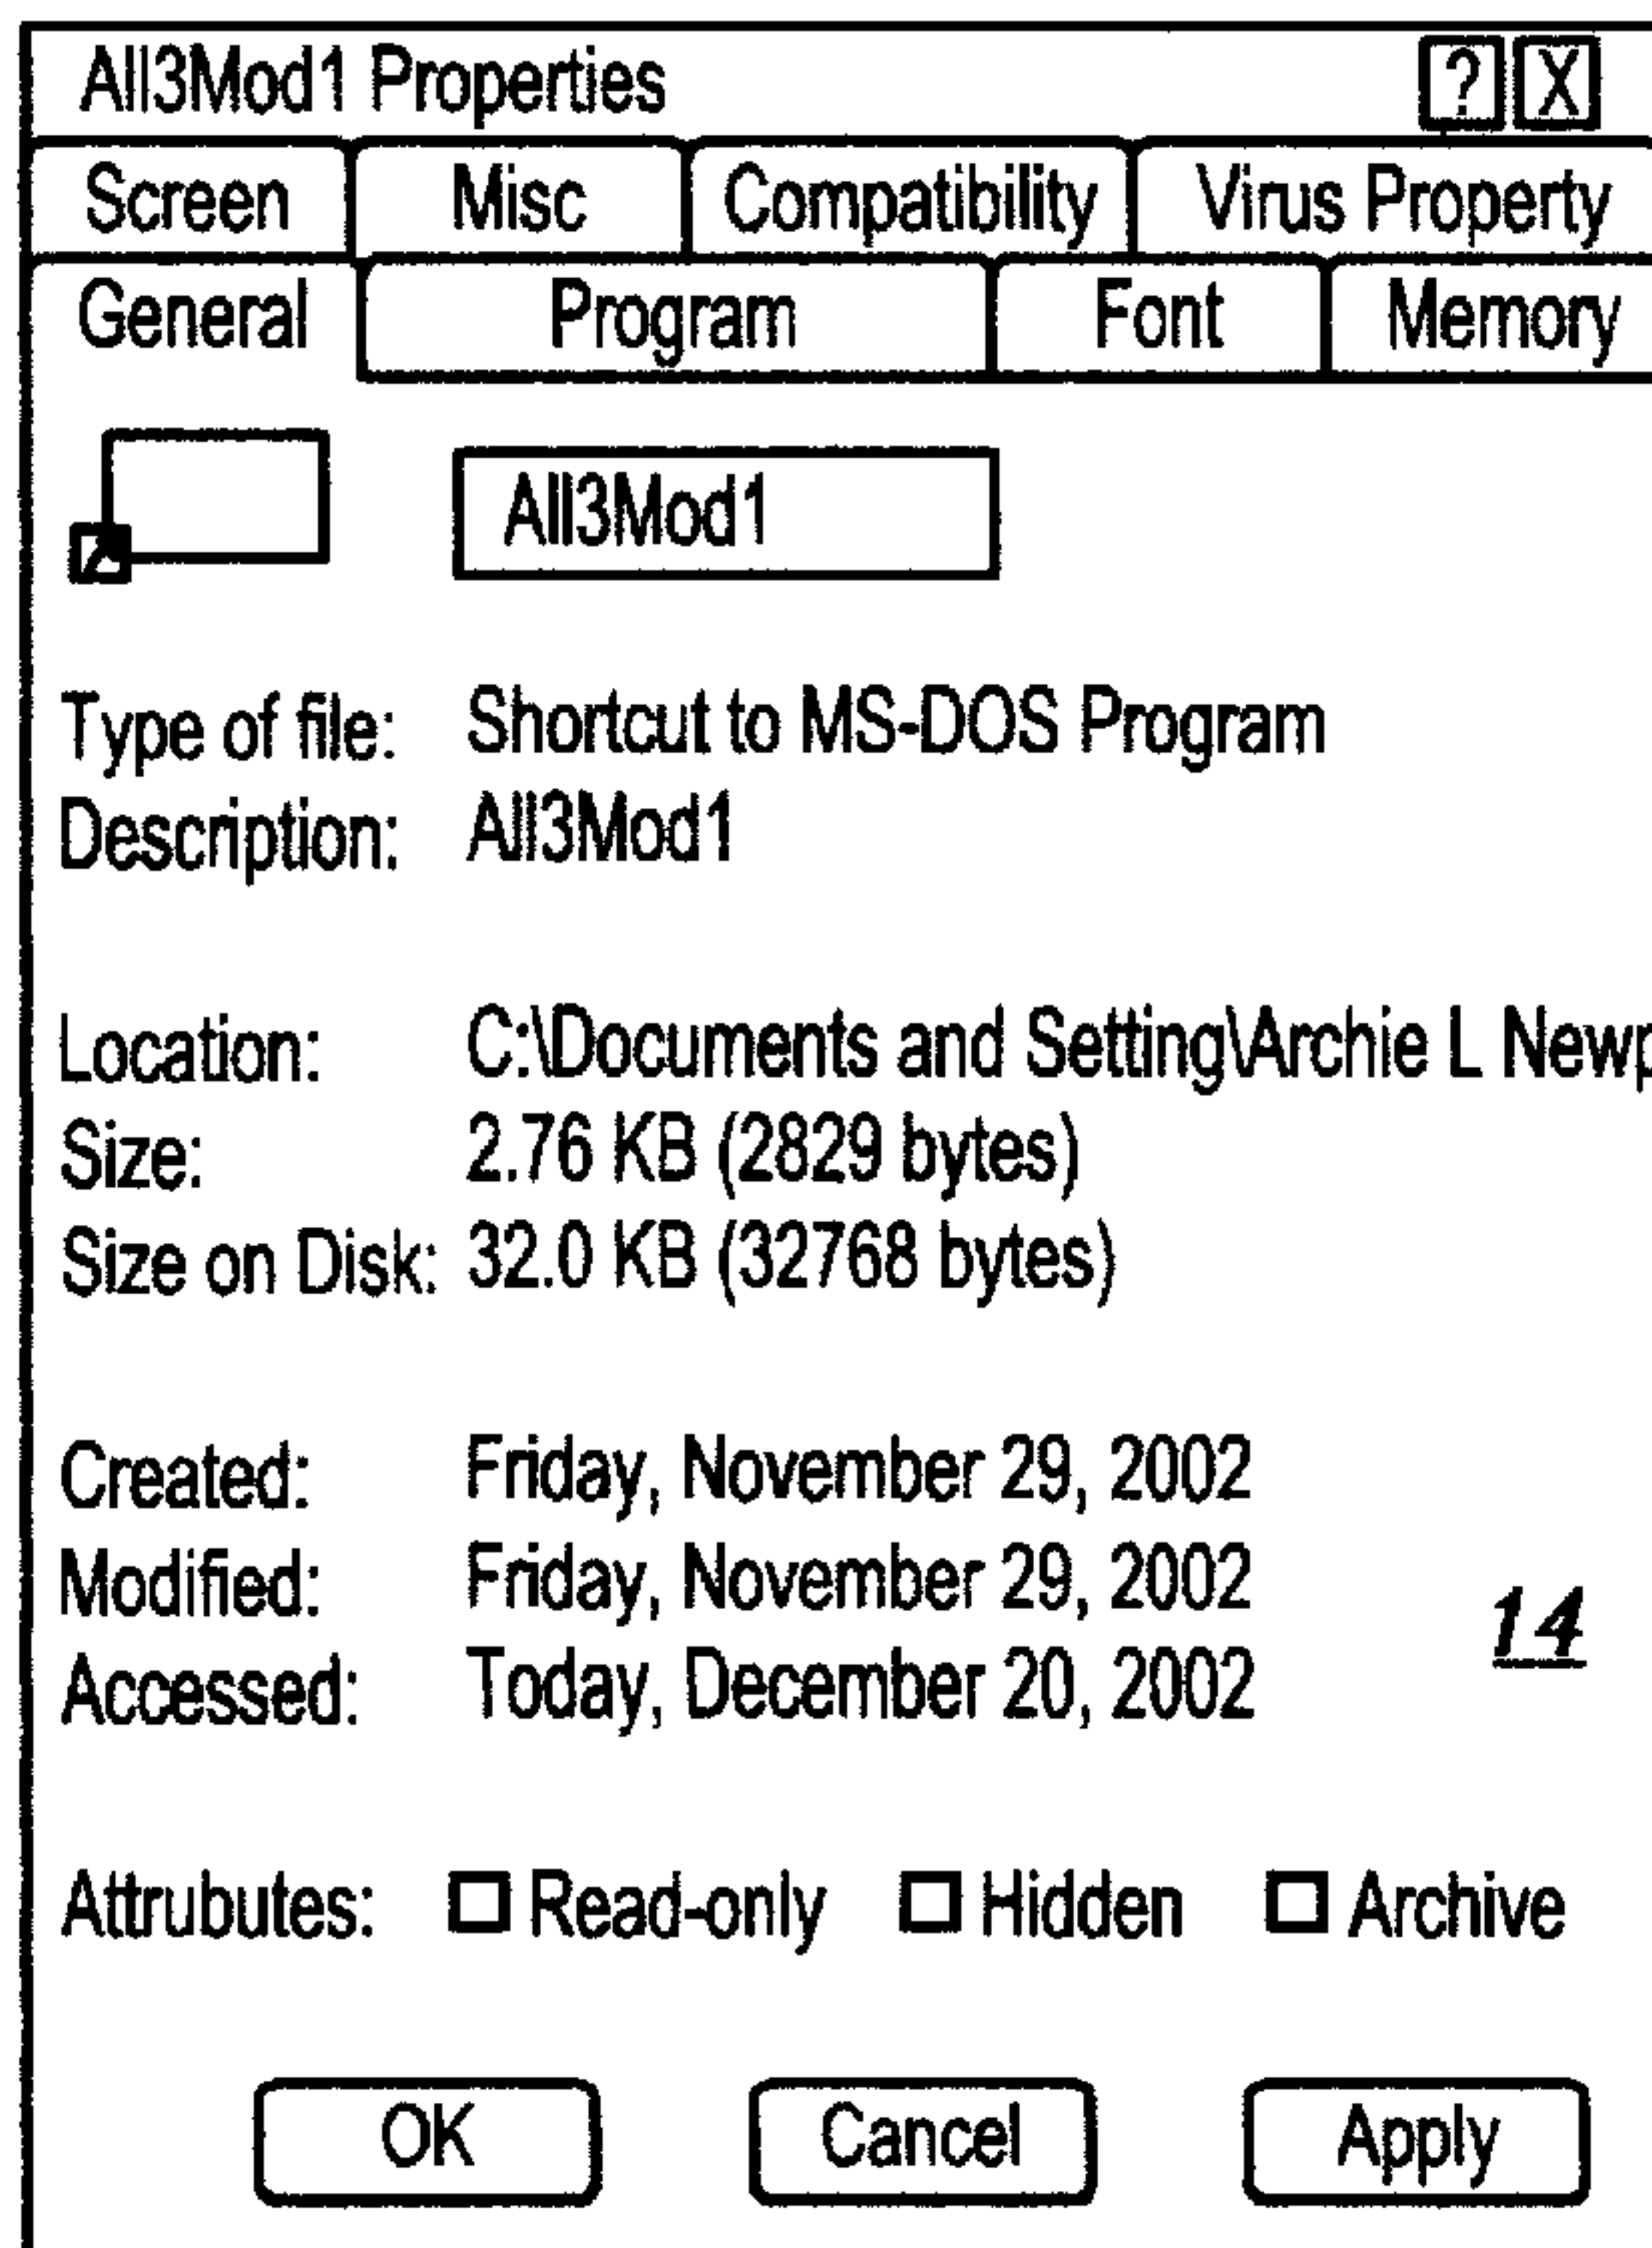 All3Mod1 Properties ? X
Screen Misc Compatibility Virus Property
General Program Font Memory
All3Mod1
Type of file: Shortcut to MS-DOS Program
Description: All3Mod1
Location: C:\Documents and Setting\Archie L Newp
Size: 2.76 KB (2829 bytes)
Size on Disk: 32.0 KB (32768 bytes)
Created: Friday, November 29, 2002
Modified: Friday, November 29, 2002
14
Accessed: Today, December 20, 2002
Attrubutes: Read-only Hidden Archive
OK Cancel Apply